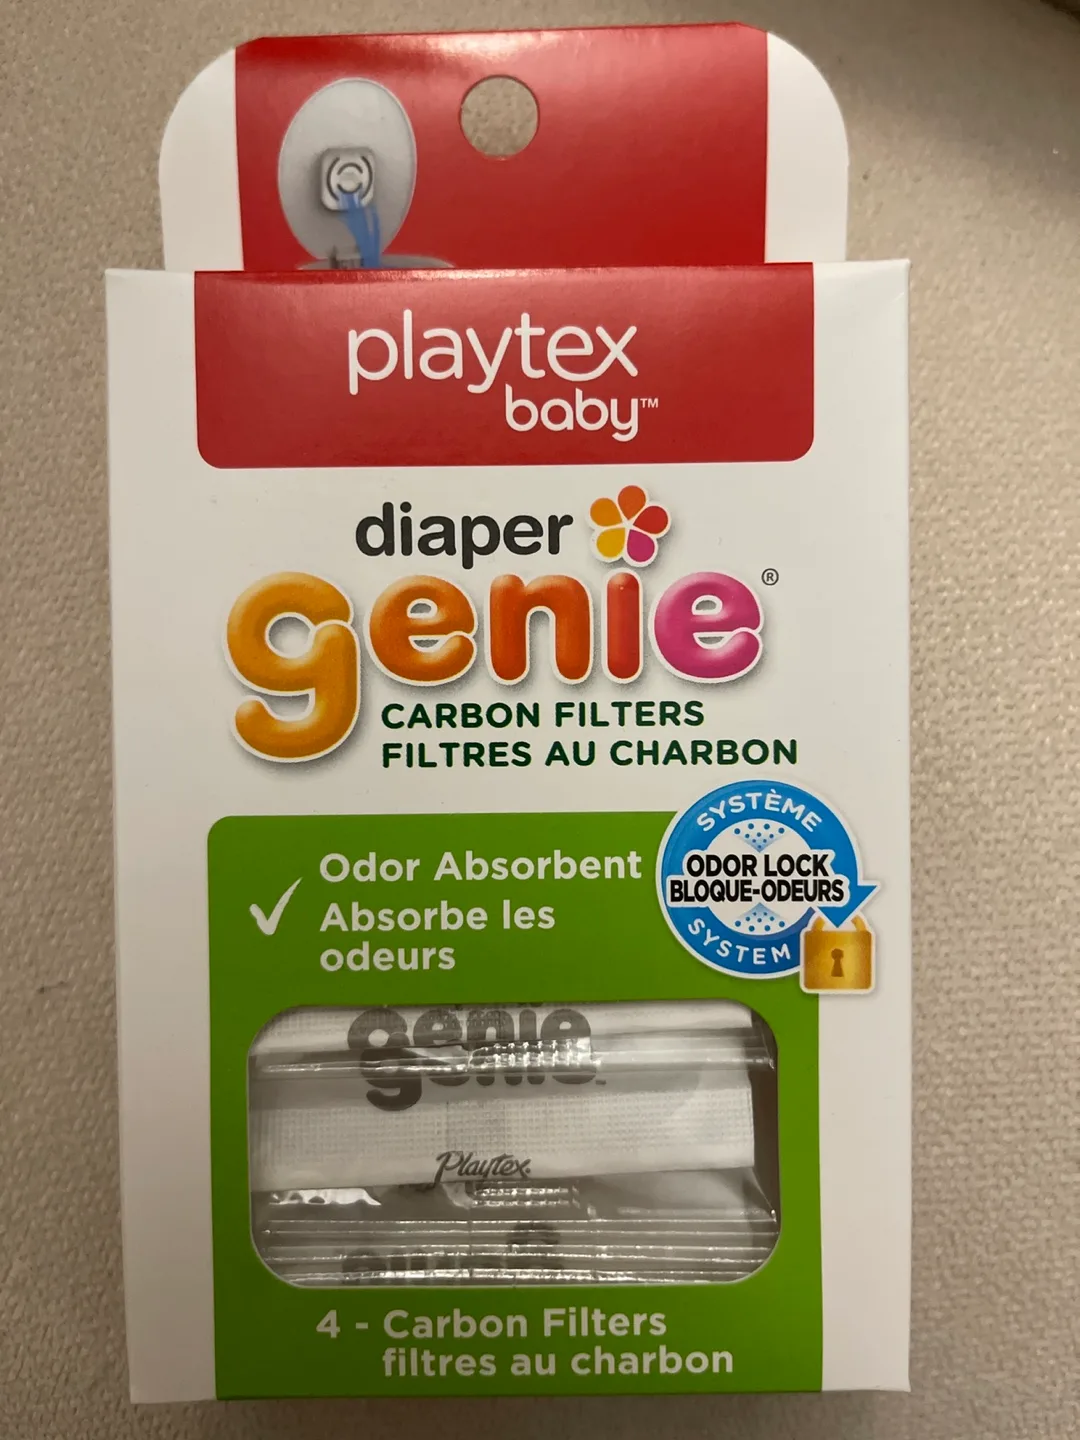 playtex
baby™
diaper
genie®
CARBON FILTERS
FILTRES AU CHARBON
SYSTÈME
ODOR LOCK
BLOQUE-ODEURS
SYSTEM
Odor Absorbent
Absorbe les
odeurs
genie
Playtex
4 - Carbon Filters
filtres au charbon